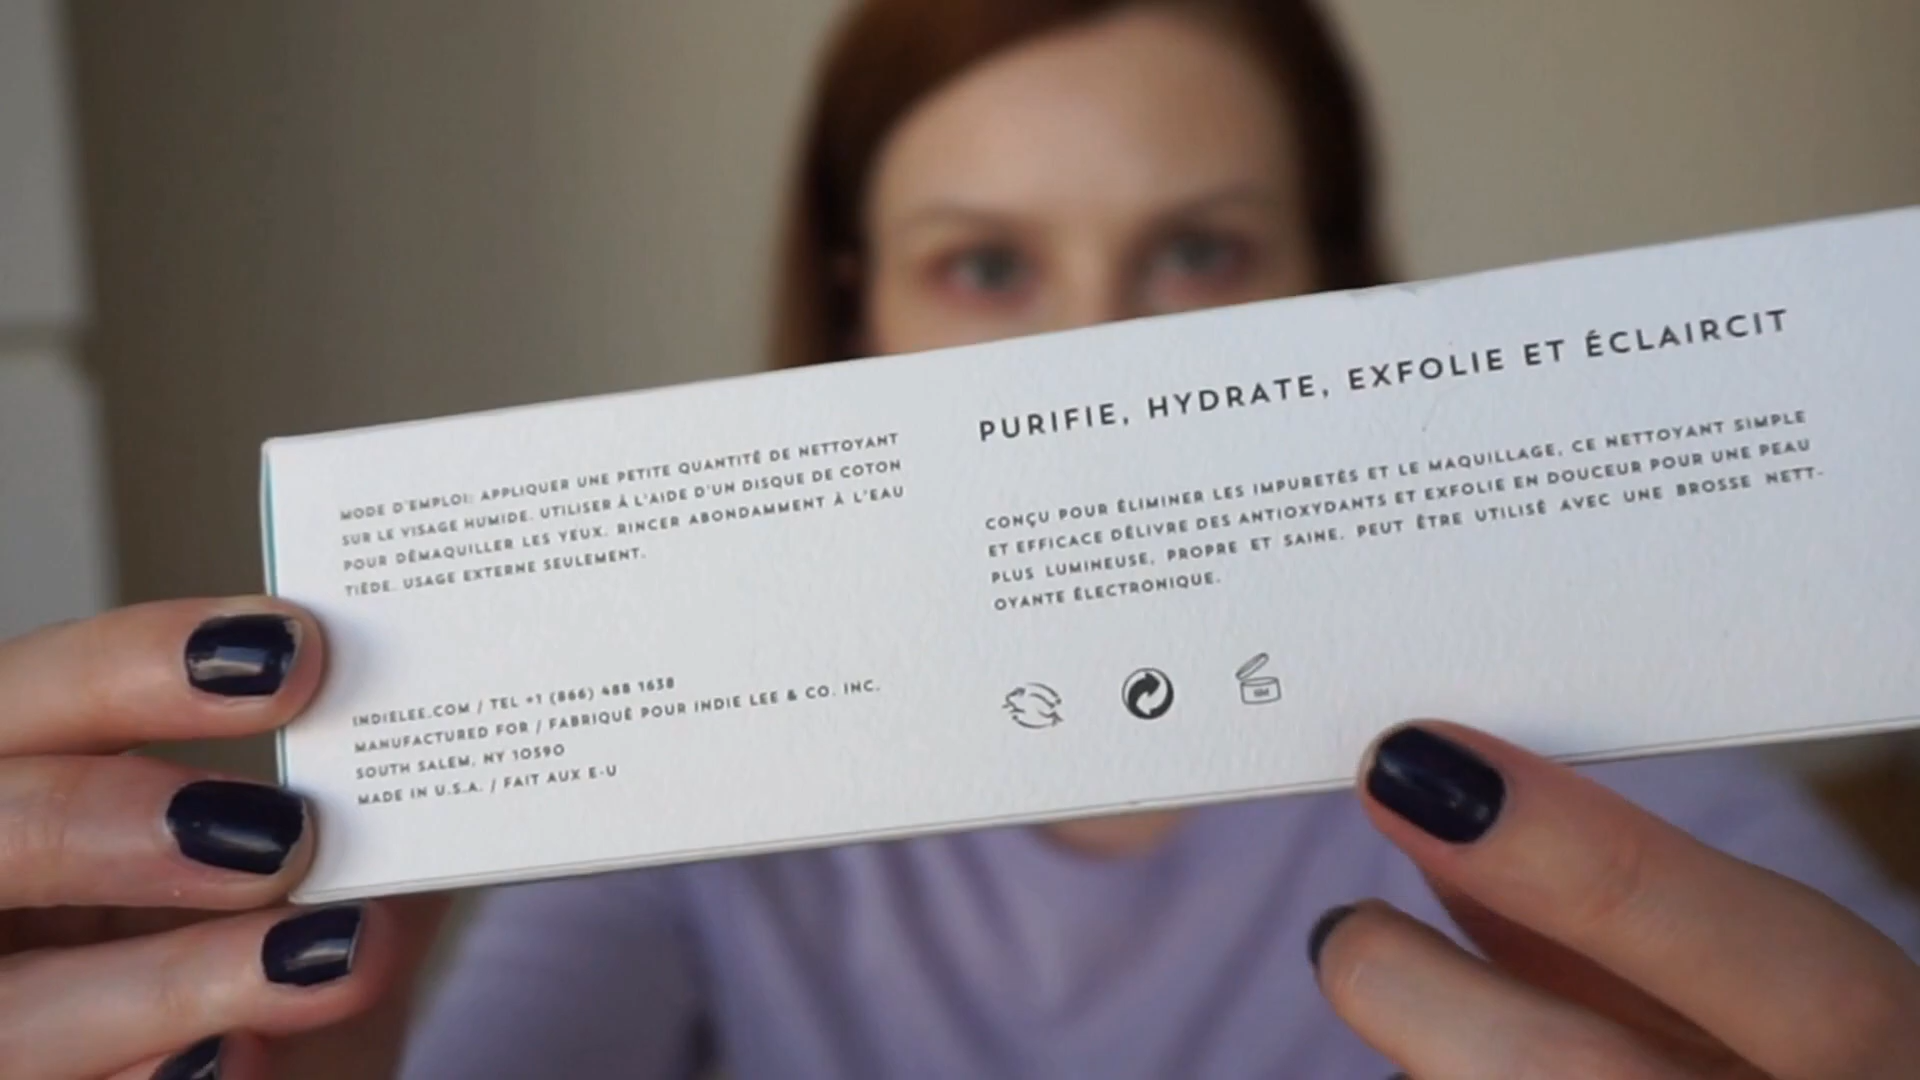 MODE D'EMPLOI: APPLIQUER UNE PETITE QUANTITÉ DE NETTOYANT
SUR LE VISAGE HUMIDE. UTILISER À L'AIDE D'UN DISQUE DE COTON
POUR DÉMAQUILLER LES YEUX. RINCER ABONDAMMENT À L'EAU
TIÈDE. USAGE EXTERNE SEULEMENT.
INDIELEE.COM / TEL +1 (866) 488 1638
MANUFACTURED FOR / FABRIQUÉ POUR INDIE LEE & CO. INC.
SOUTH SALEM, NY 10590
MADE IN U.S.A. / FAIT AUX E-U
PURIFIE, HYDRATE, EXFOLIE ET ÉCLAIRCIT
CONÇU POUR ÉLIMINER LES IMPURETÉS ET LE MAQUILLAGE, CE NETTOYANT SIMPLE
ET EFFICACE DÉLIVRE DES ANTIOXYDANTS ET EXFOLIE EN DOUCEUR POUR UNE PEAU
PLUS LUMINEUSE, PROPRE ET SAINE. PEUT ÊTRE UTILISÉ AVEC UNE BROSSE NETT-
OYANTE ÉLECTRONIQUE.